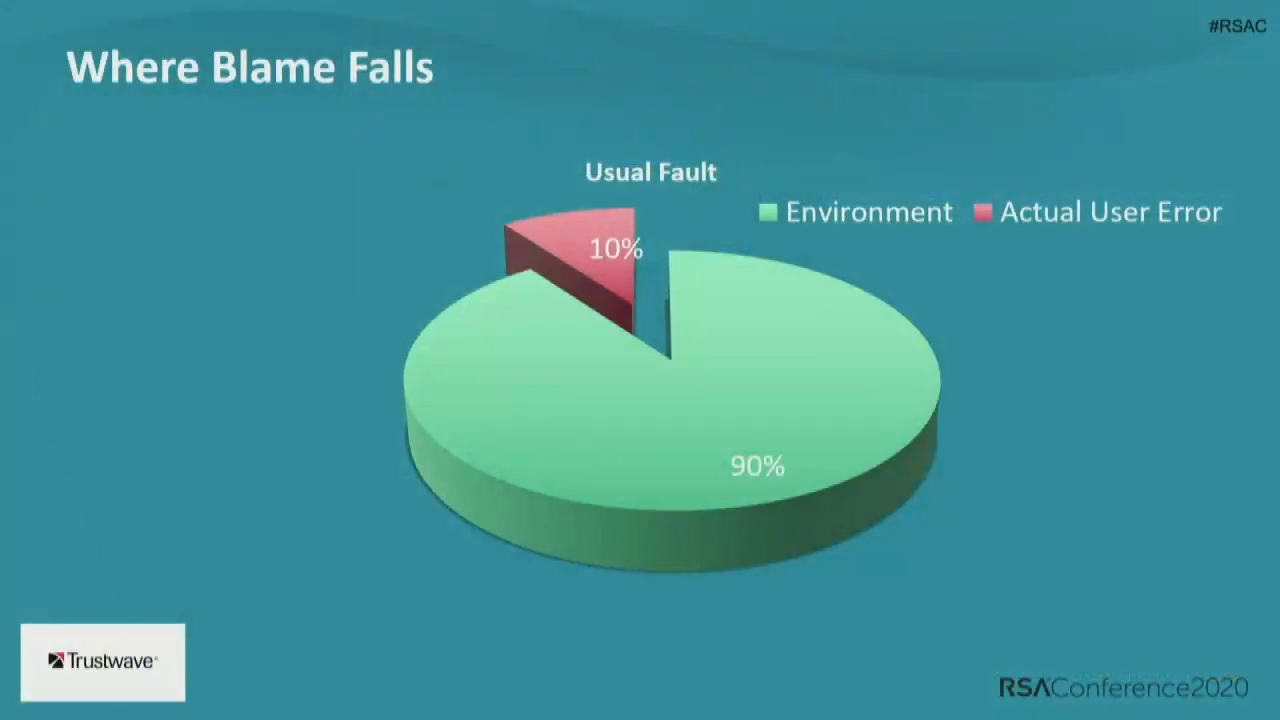 #RSAC
Where Blame Falls
Usual Fault
Environment Actual User Error
10%
90%
Trustwave
RSAConference2020